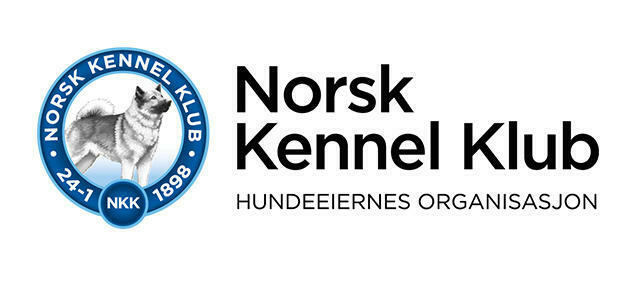 NORSK KENNEL KLUB
24-1 1898
NKK
Norsk
Kennel Klub
HUNDEEIERNES ORGANISASJON